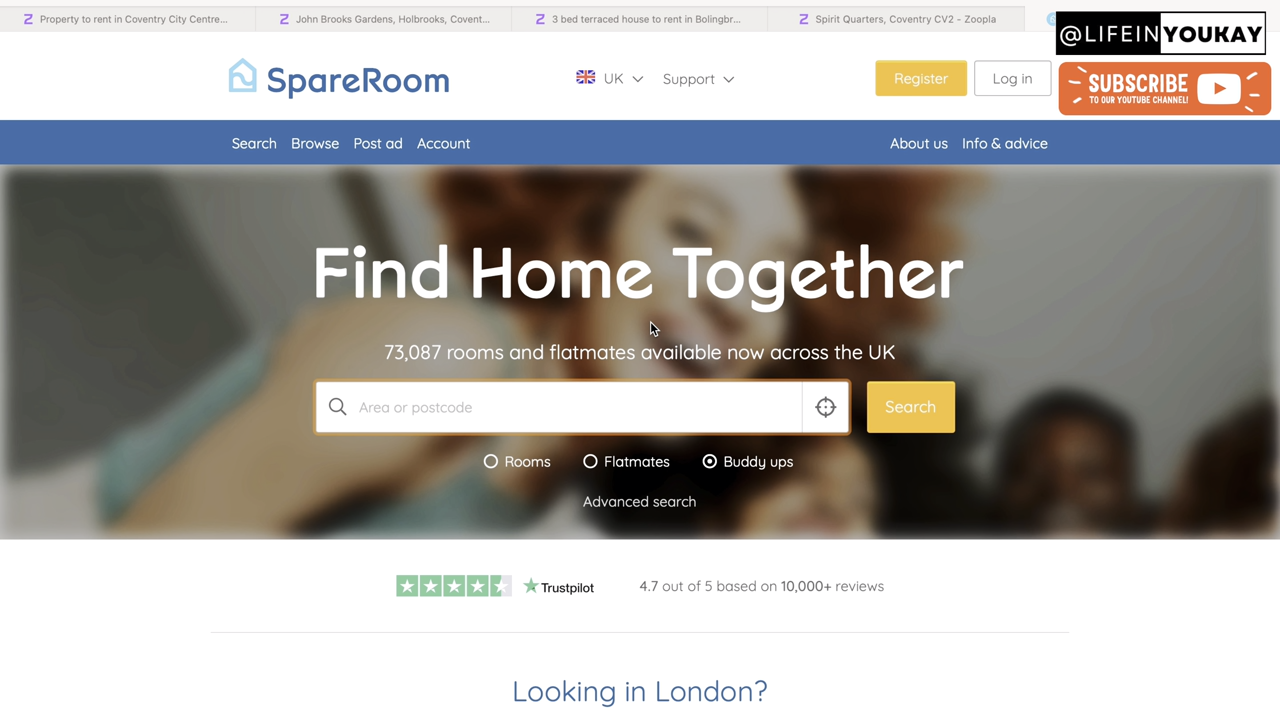 Property to rent in Coventry City Centre...
John Brooks Gardens, Holbrooks, Covent...
3 bed terraced house to rent in Bolingbr...
Spirit Quarters, Coventry CV2 - Zoopla
@LIFEINYOUKAY
SpareRoom
UK
Support
Register
Log in
SUBSCRIBE
TO OUR YOUTUBE CHANNEL!
Search
Browse
Post ad
Account
About us
Info & advice
Find Home Together
73,087 rooms and flatmates available now across the UK
Area or postcode
Search
Rooms
Flatmates
Buddy ups
Advanced search
Trustpilot
4.7 out of 5 based on 10,000+ reviews
Looking in London?